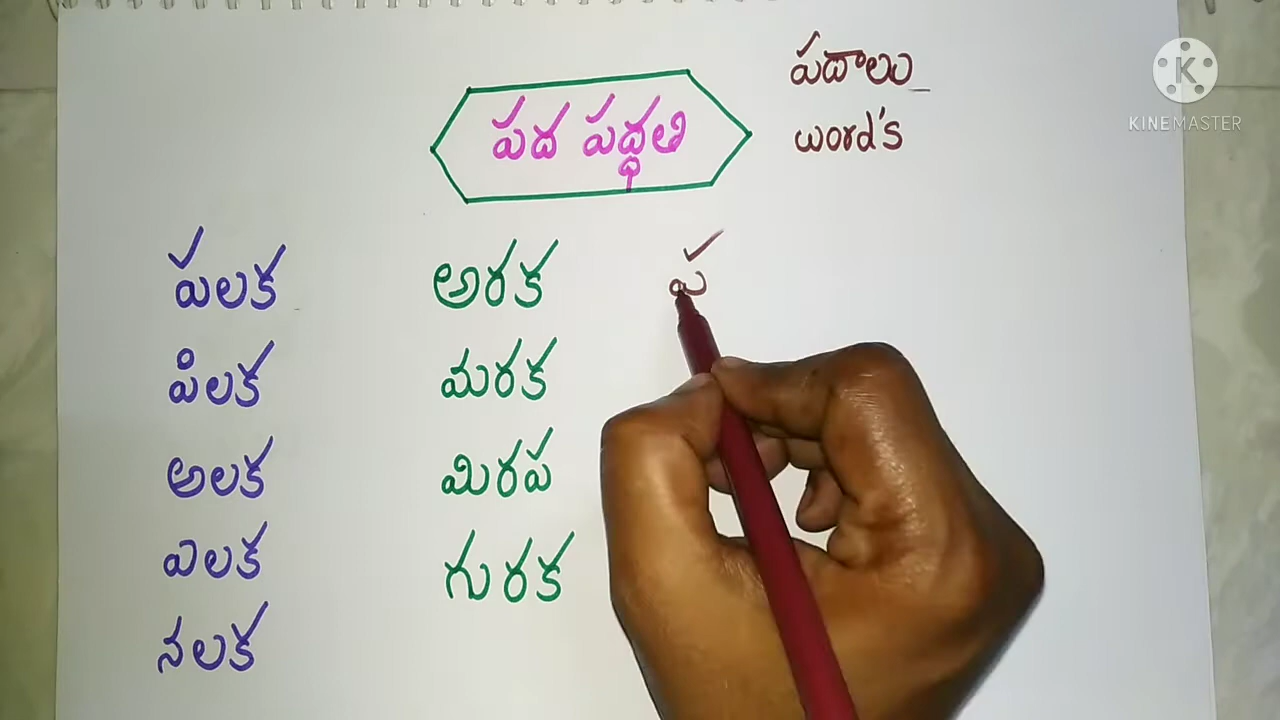 పదాలు
word's
పద పద్ధతి
పలక
పిలక
అలక
ఎలక
నలక
అరక
మరక
మిరప
గురక
ప
KINEMASTER